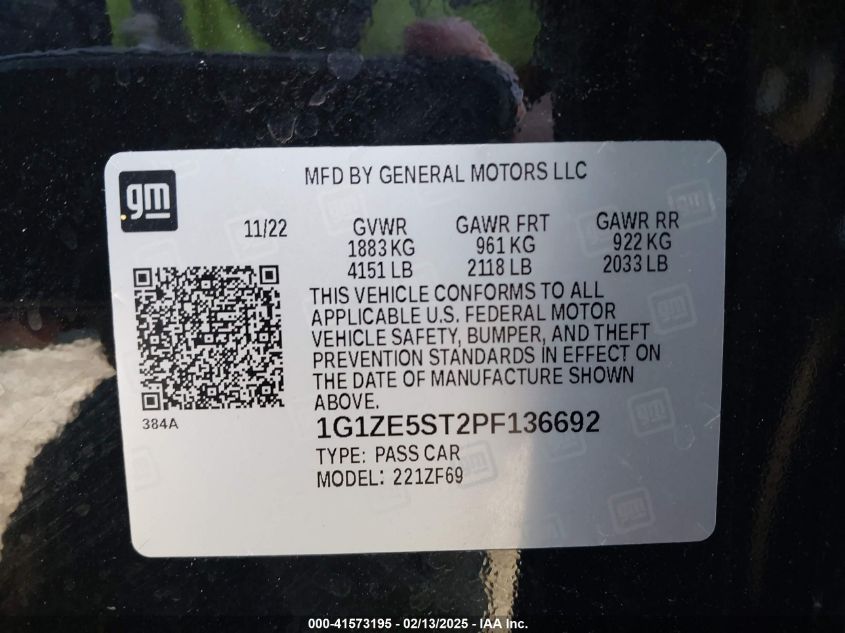 MFD BY GENERAL MOTORS LLC
gm
11/22 GVWR GAWR FRT GAWR RR
1883 KG 961 KG 922 KG
4151 LB 2118 LB 2033 LB
THIS VEHICLE CONFORMS TO ALL
APPLICABLE U.S. FEDERAL MOTOR
VEHICLE SAFETY, BUMPER, AND THEFT
PREVENTION STANDARDS IN EFFECT ON
THE DATE OF MANUFACTURE SHOWN
ABOVE.
384A
1G1ZE5ST2PF136692
TYPE: PASS CAR
MODEL: 221ZF69
000-41573195 - 02/13/2025 - IAA Inc.